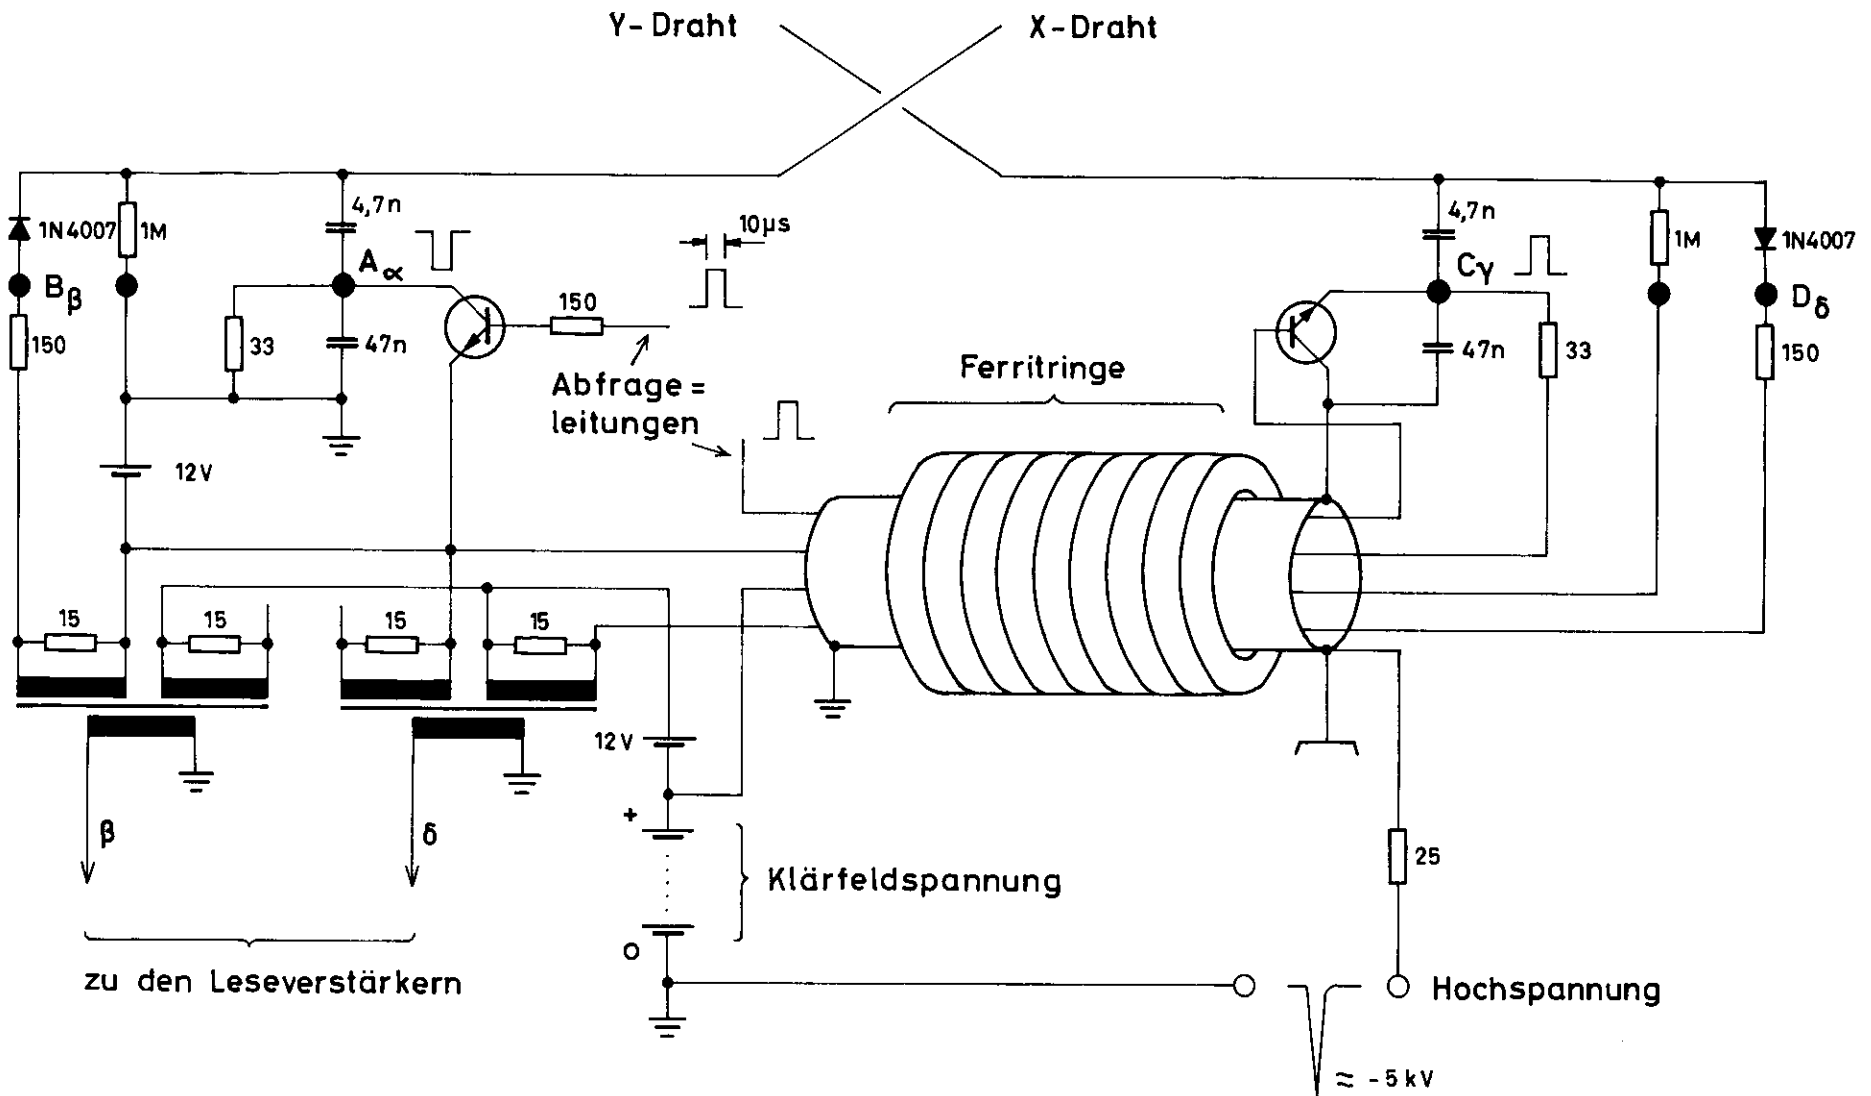 Y-Draht
X-Draht
1N4007
1M
4,7n
Aα
10µs
Bβ
150
33
47n
150
Abfrage=
leitungen
12V
15
15
15
15
β
δ
zu den Leseverstärkern
Ferritringe
4,7n
Cγ
47n
33
1M
1N4007
Dδ
150
12V
+
Klärfeldspannung
0
25
Hochspannung
≈ -5kV